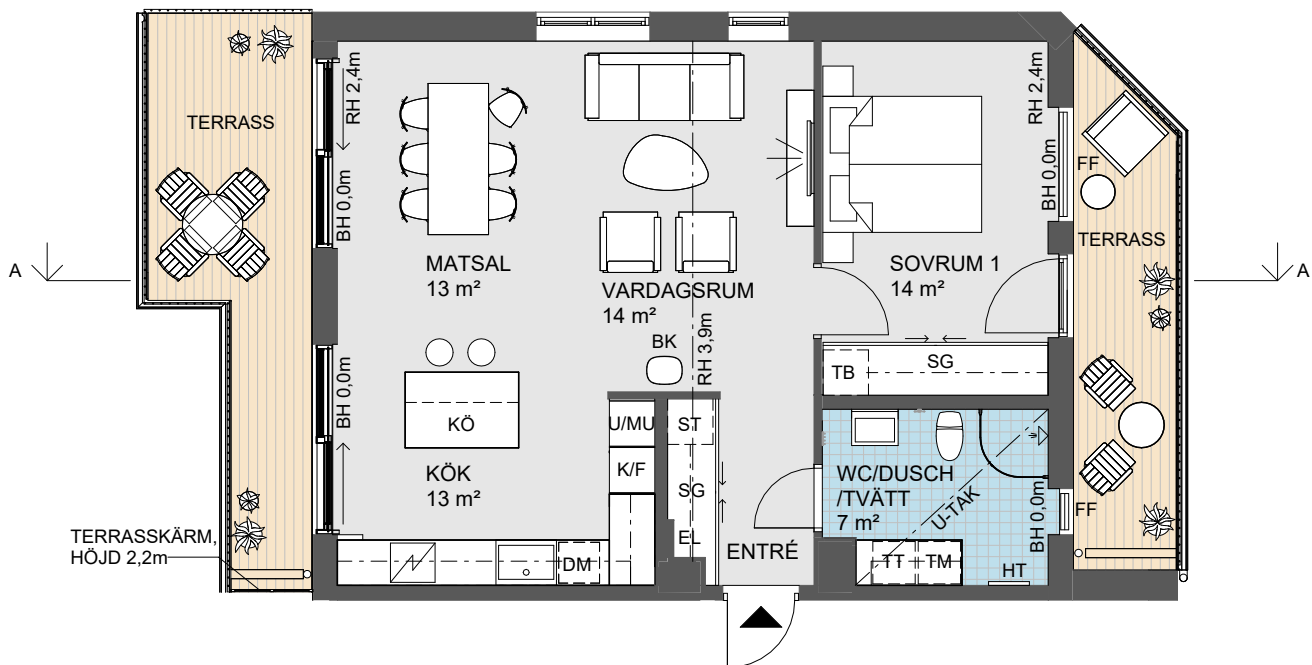 TERRASS
RH 2,4m
BH 0,0m
MATSAL
13 m²
VARDAGSRUM
14 m²
BK
RH 3,9m
SOVRUM 1
14 m²
RH 2,4m
BH 0,0m
FF
TERRASS
A
A
TB
SG
BH 0,0m
KÖ
KÖK
13 m²
U/MU
K/F
ST
SG
EL
DM
ENTRÉ
WC/DUSCH
/TVÄTT
7 m²
U-TAK
BH 0,0m
FF
TT
TM
HT
TERRASSKÄRM,
HÖJD 2,2m